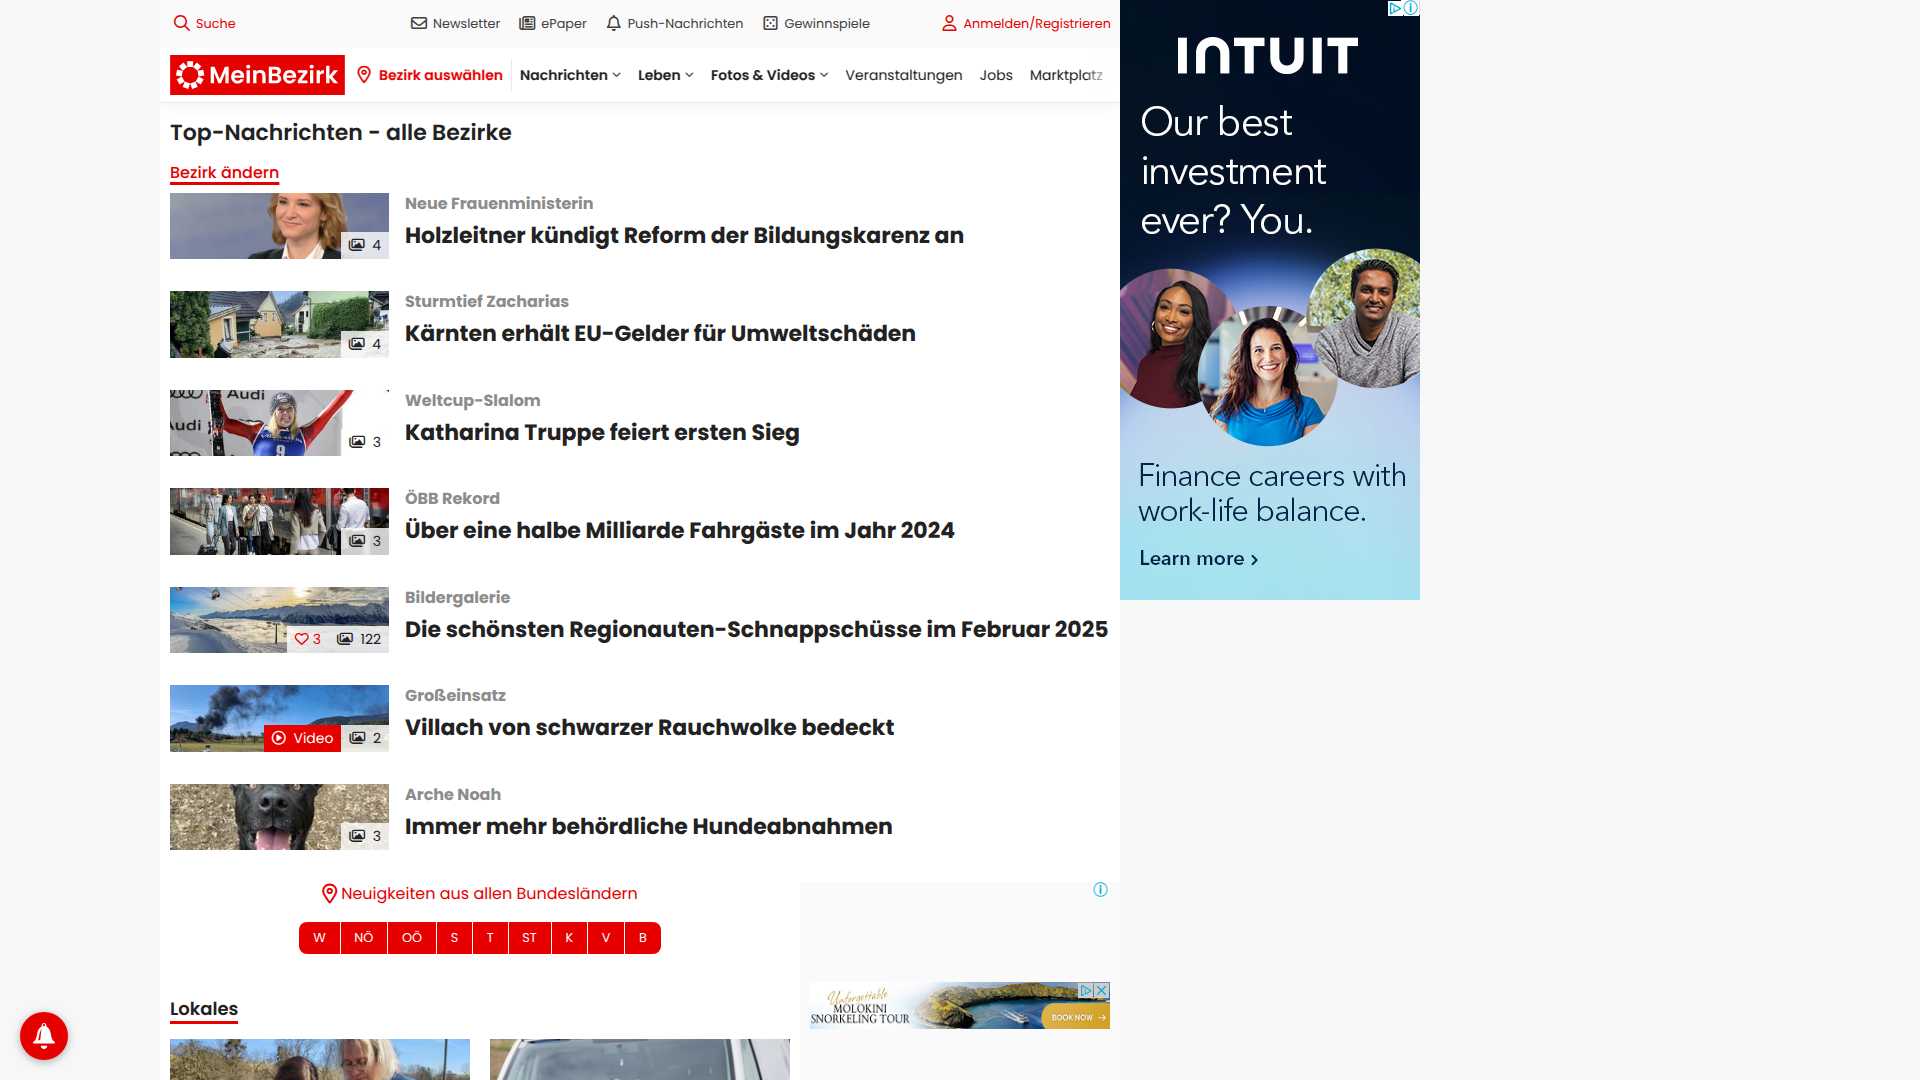 Suche
Newsletter
ePaper
Push-Nachrichten
Gewinnspiele
Anmelden/Registrieren
MeinBezirk
Bezirk auswählen
Nachrichten
Leben
Fotos & Videos
Veranstaltungen
Jobs
Marktplatz
Top-Nachrichten - alle Bezirke
Bezirk ändern
4
Neue Frauenministerin
Holzleitner kündigt Reform der Bildungskarenz an
4
Sturmtief Zacharias
Kärnten erhält EU-Gelder für Umweltschäden
Audi
Audi
9
3
Weltcup-Slalom
Katharina Truppe feiert ersten Sieg
3
ÖBB Rekord
Über eine halbe Milliarde Fahrgäste im Jahr 2024
3
122
Bildergalerie
Die schönsten Regionauten-Schnappschüsse im Februar 2025
Video
2
Großeinsatz
Villach von schwarzer Rauchwolke bedeckt
3
Arche Noah
Immer mehr behördliche Hundeabnahmen
Neuigkeiten aus allen Bundesländern
W
NÖ
OÖ
S
T
ST
K
V
B
Lokales
INTUIT
Our best
investment
ever? You.
Finance careers with
work-life balance.
Learn more ›
Unforgettable
MOLOKINI
SNORKELING TOUR
BOOK NOW →